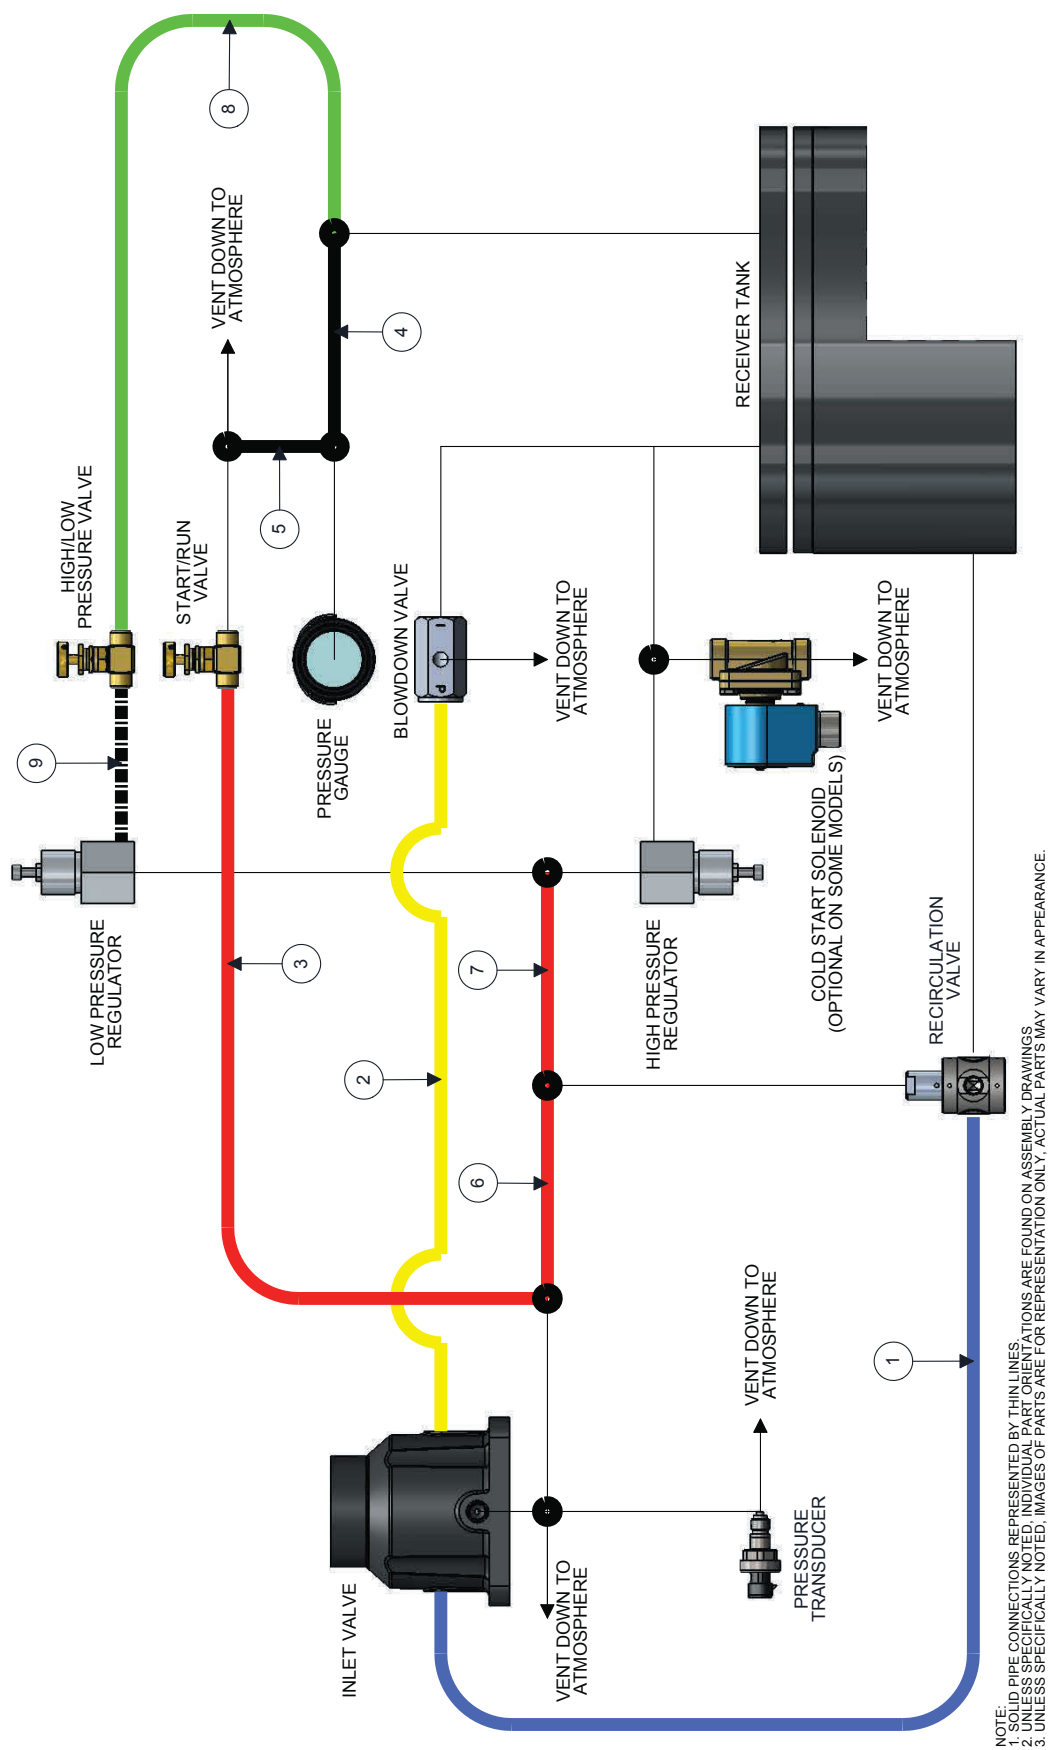 INLET VALVE
VENT DOWN TO
ATMOSPHERE
PRESSURE
TRANSDUCER
VENT DOWN TO
ATMOSPHERE
1
LOW PRESSURE
REGULATOR
3
2
6
7
HIGH PRESSURE
REGULATOR
COLD START SOLENOID
(OPTIONAL ON SOME MODELS)
RECIRCULATION
VALVE
9
HIGH/LOW
PRESSURE VALVE
START/RUN
VALVE
PRESSURE
GAUGE
BLOWDOWN VALVE
P
I
VENT DOWN TO
ATMOSPHERE
VENT DOWN TO
ATMOSPHERE
5
4
8
VENT DOWN TO
ATMOSPHERE
RECEIVER TANK
NOTE:
1. SOLID PIPE CONNECTIONS REPRESENTED BY THIN LINES.
2. UNLESS SPECIFICALLY NOTED, INDIVIDUAL PART ORIENTATIONS ARE FOUND ON ASSEMBLY DRAWINGS
3. UNLESS SPECIFICALLY NOTED, IMAGES OF PARTS ARE FOR REPRESENTATION ONLY, ACTUAL PARTS MAY VARY IN APPEARANCE.